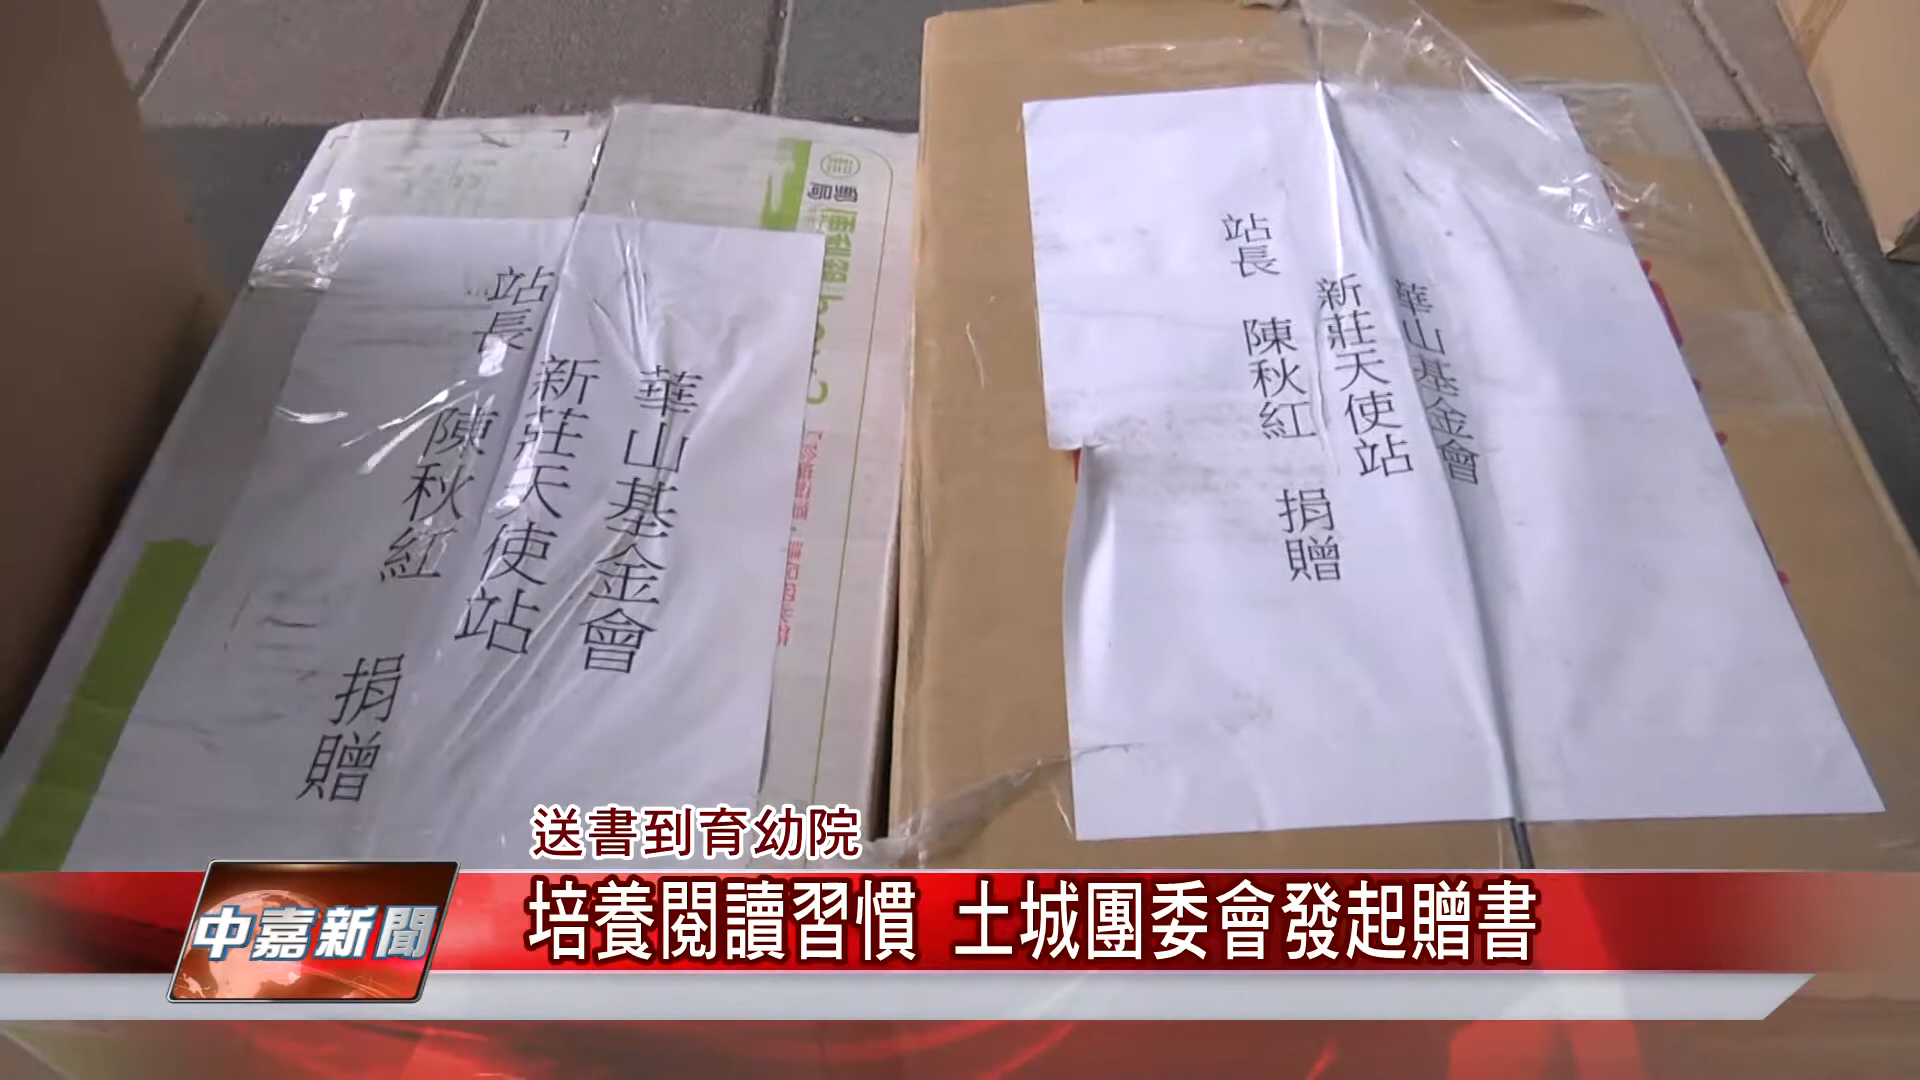 華山基金會
新莊天使站
站長 陳秋紅 捐贈
華山基金會
新莊天使站
站長 陳秋紅 捐贈
送書到育幼院
中嘉新聞
培養閱讀習慣 土城團委會發起贈書